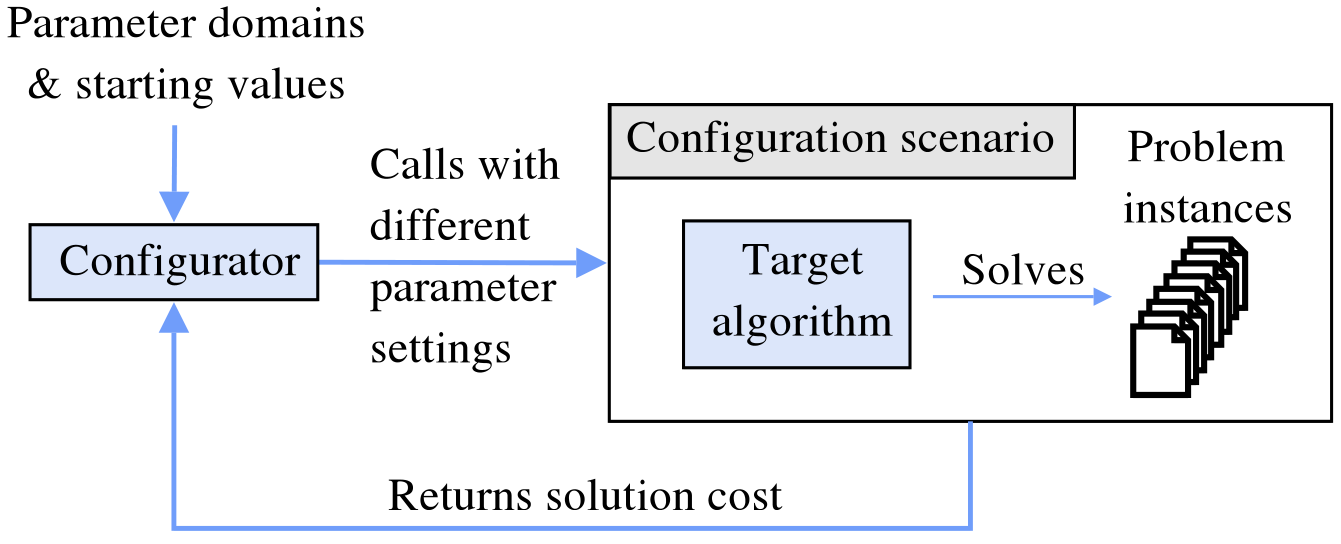 Parameter domains
& starting values
Configurator
Calls with
different
parameter
settings
Configuration scenario
Target
algorithm
Solves
Problem
instances
Returns solution cost